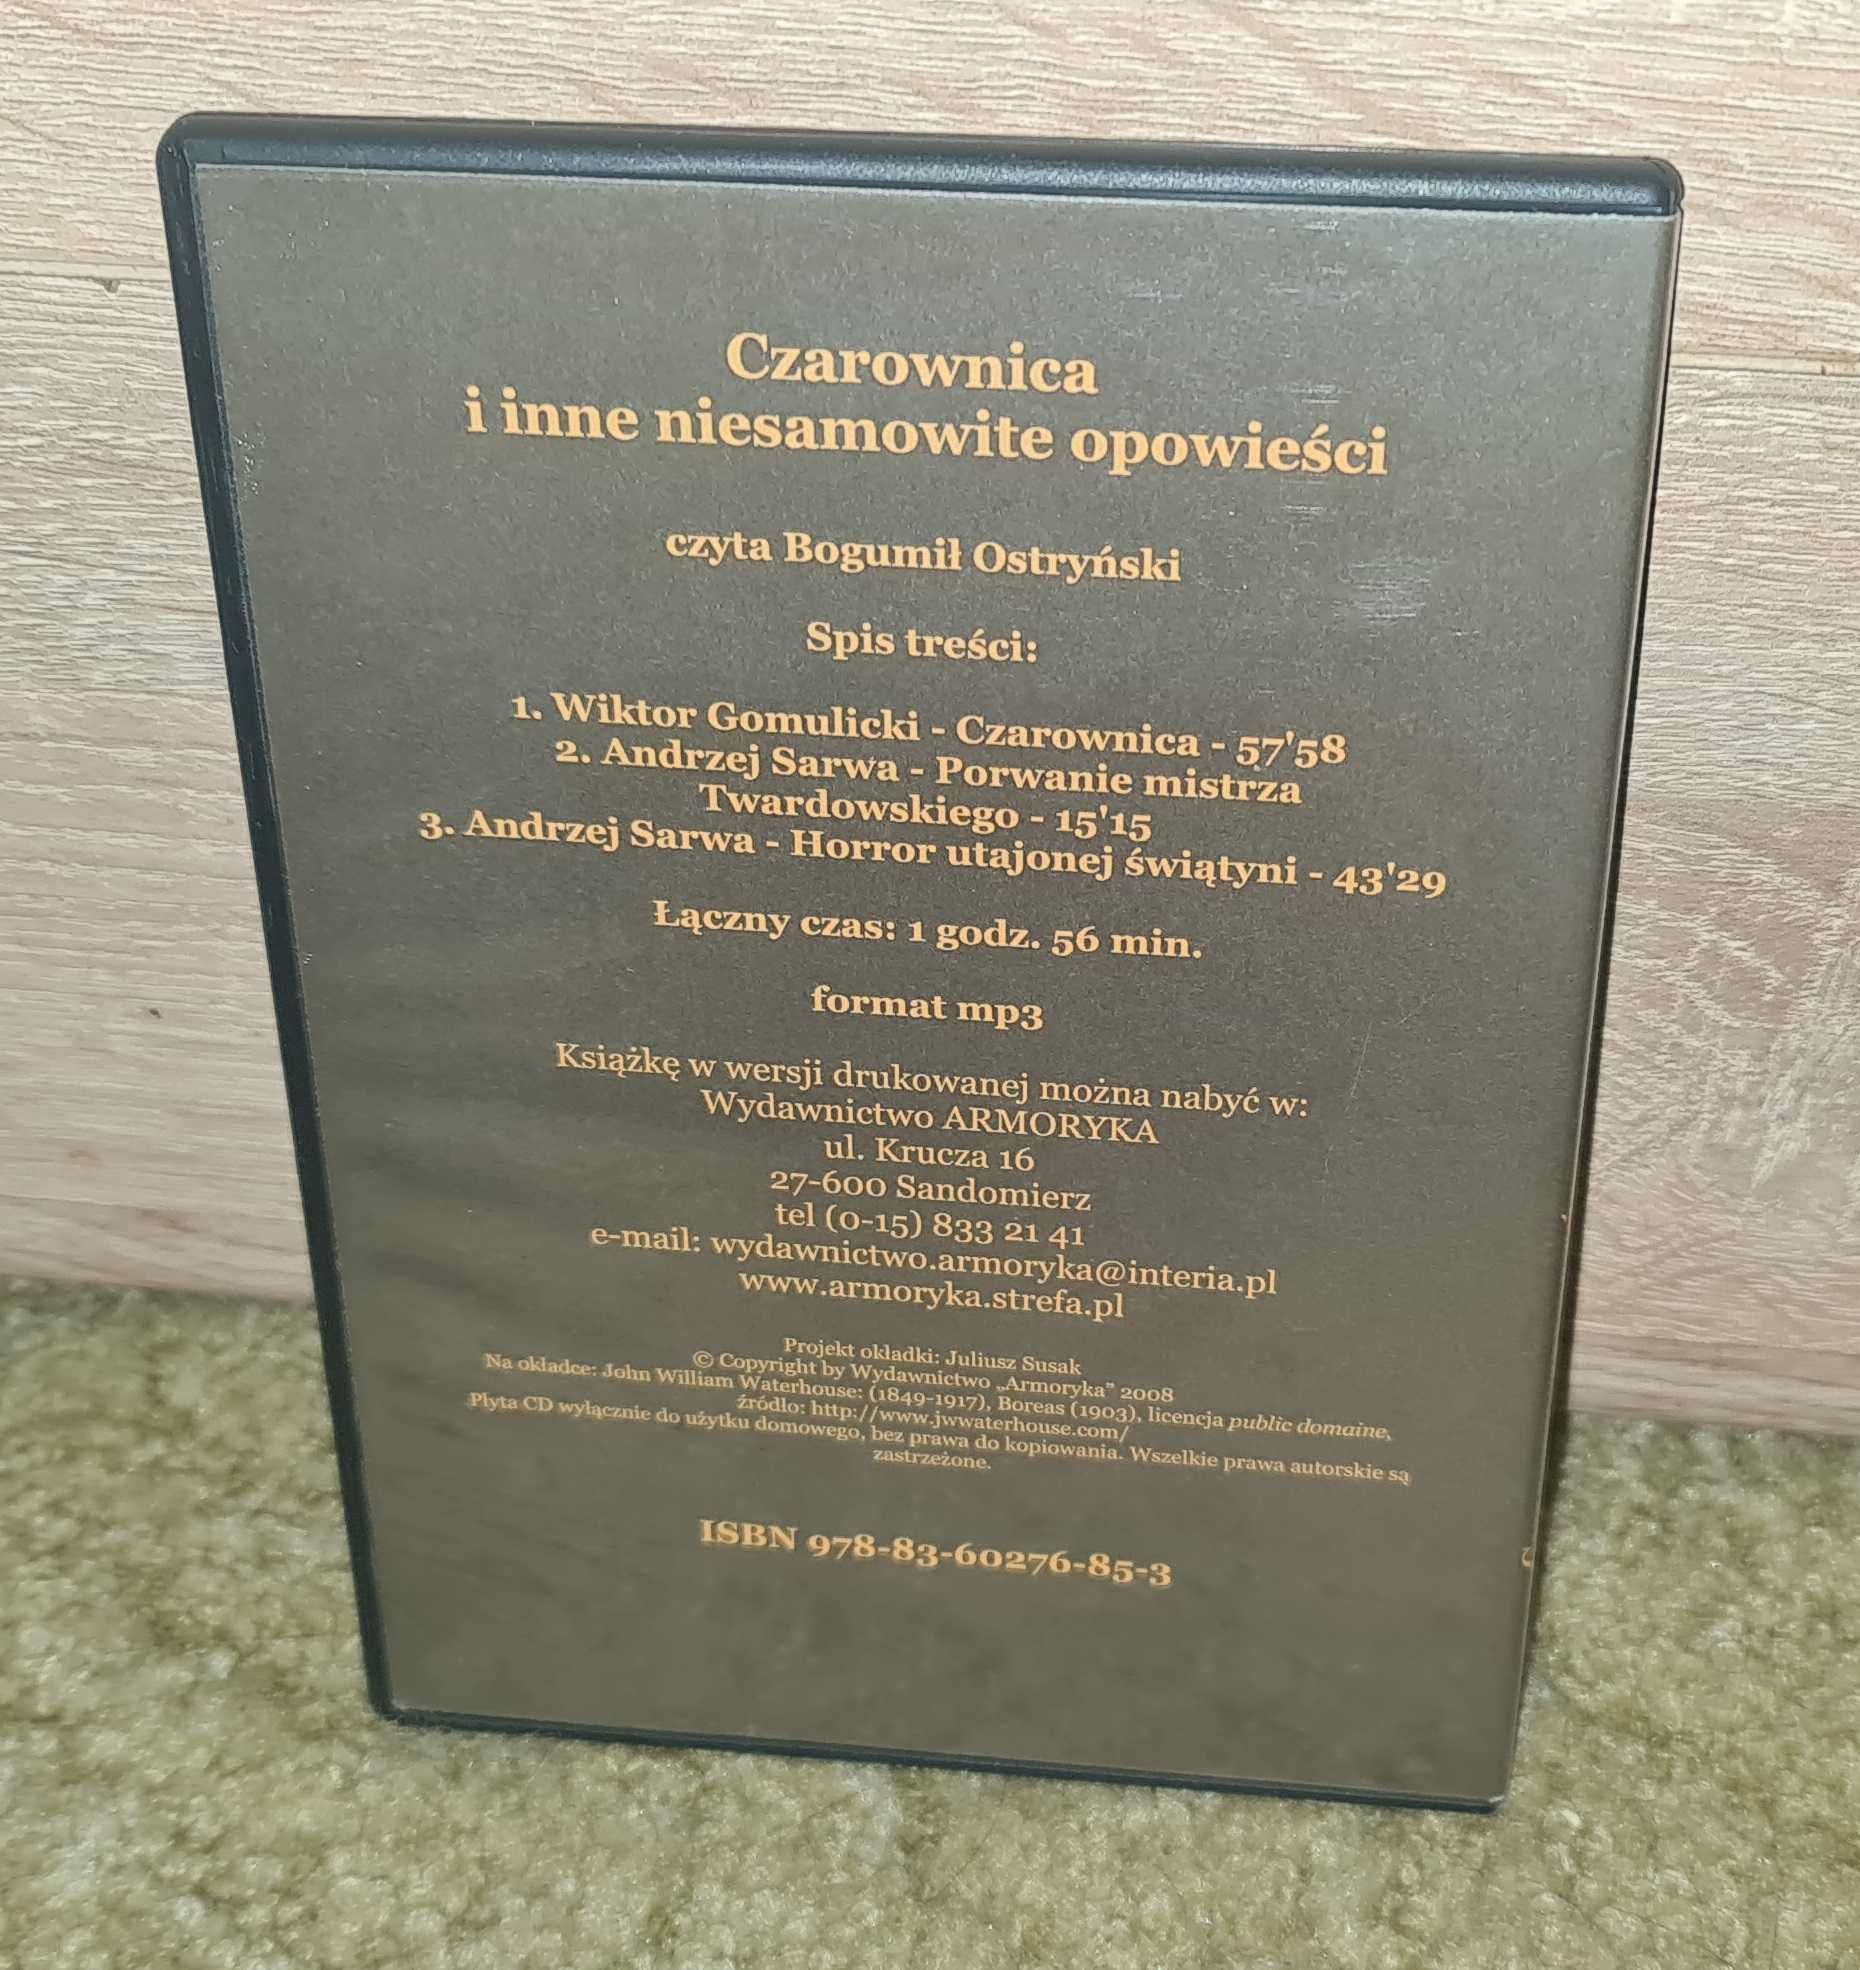 Czarownica
i inne niesamowite opowieści
czyta Bogumił Ostryński
Spis treści:
1. Wiktor Gomulicki - Czarownica - 57'58
2. Andrzej Sarwa - Porwanie mistrza
Twardowskiego - 15'15
3. Andrzej Sarwa - Horror utajonej świątyni - 43'29
Łączny czas: 1 godz. 56 min.
format mp3
Książkę w wersji drukowanej można nabyć w:
Wydawnictwo ARMORYKA
ul. Krucza 16
27-600 Sandomierz
tel (0-15) 833 21 41
e-mail: wydawnictwo.armoryka@interia.pl
www.armoryka.strefa.pl
Projekt okładki: Juliusz Susak
© Copyright by Wydawnictwo „Armoryka” 2008
Na okładce: John William Waterhouse: (1849-1917), Boreas (1903), licencja public domaine,
źródło: http://www.jwwaterhouse.com/
Płyta CD wyłącznie do użytku domowego, bez prawa do kopiowania. Wszelkie prawa autorskie są
zastrzeżone.
ISBN 978-83-60276-85-3